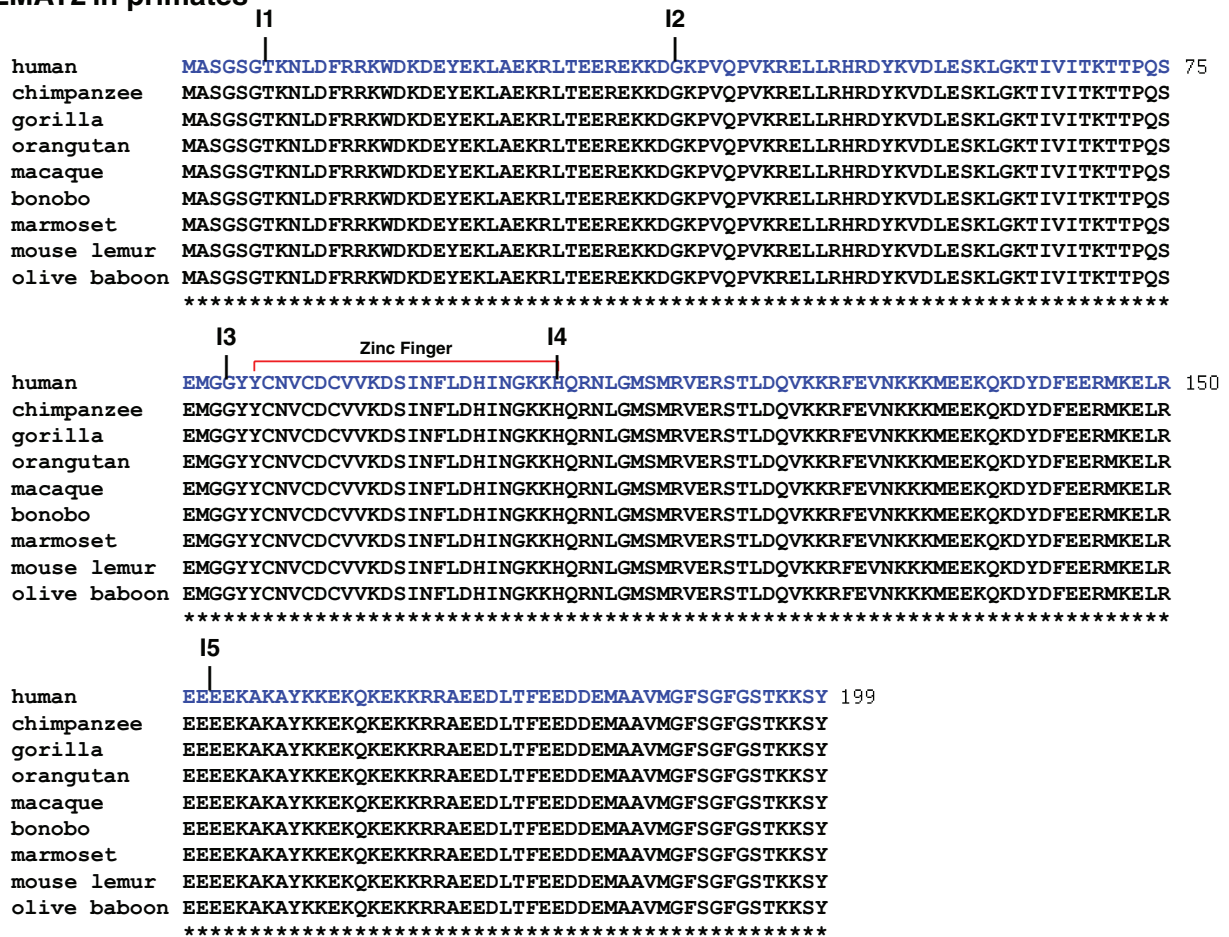 in primates
I1 I2
human MASGSGTKNLDFRRKWDKDEYEKLAEKRLTEEREKKDGKPVQPVKRELLRHRDYKVDLESKLGKTIVITKTTPQS 75
chimpanzee MASGSGTKNLDFRRKWDKDEYEKLAEKRLTEEREKKDGKPVQPVKRELLRHRDYKVDLESKLGKTIVITKTTPQS
gorilla MASGSGTKNLDFRRKWDKDEYEKLAEKRLTEEREKKDGKPVQPVKRELLRHRDYKVDLESKLGKTIVITKTTPQS
orangutan MASGSGTKNLDFRRKWDKDEYEKLAEKRLTEEREKKDGKPVQPVKRELLRHRDYKVDLESKLGKTIVITKTTPQS
macaque MASGSGTKNLDFRRKWDKDEYEKLAEKRLTEEREKKDGKPVQPVKRELLRHRDYKVDLESKLGKTIVITKTTPQS
bonobo MASGSGTKNLDFRRKWDKDEYEKLAEKRLTEEREKKDGKPVQPVKRELLRHRDYKVDLESKLGKTIVITKTTPQS
marmoset MASGSGTKNLDFRRKWDKDEYEKLAEKRLTEEREKKDGKPVQPVKRELLRHRDYKVDLESKLGKTIVITKTTPQS
mouse lemur MASGSGTKNLDFRRKWDKDEYEKLAEKRLTEEREKKDGKPVQPVKRELLRHRDYKVDLESKLGKTIVITKTTPQS
olive baboon MASGSGTKNLDFRRKWDKDEYEKLAEKRLTEEREKKDGKPVQPVKRELLRHRDYKVDLESKLGKTIVITKTTPQS
***************************************************************************
I3 Zinc Finger I4
human EMGGYYCNVCDCVVKDSINFLDHINGKKHQRNLGMSMRVERSTLDQVKKRFEVNKKKMEEKQKDYDFEERMKELR 150
chimpanzee EMGGYYCNVCDCVVKDSINFLDHINGKKHQRNLGMSMRVERSTLDQVKKRFEVNKKKMEEKQKDYDFEERMKELR
gorilla EMGGYYCNVCDCVVKDSINFLDHINGKKHQRNLGMSMRVERSTLDQVKKRFEVNKKKMEEKQKDYDFEERMKELR
orangutan EMGGYYCNVCDCVVKDSINFLDHINGKKHQRNLGMSMRVERSTLDQVKKRFEVNKKKMEEKQKDYDFEERMKELR
macaque EMGGYYCNVCDCVVKDSINFLDHINGKKHQRNLGMSMRVERSTLDQVKKRFEVNKKKMEEKQKDYDFEERMKELR
bonobo EMGGYYCNVCDCVVKDSINFLDHINGKKHQRNLGMSMRVERSTLDQVKKRFEVNKKKMEEKQKDYDFEERMKELR
marmoset EMGGYYCNVCDCVVKDSINFLDHINGKKHQRNLGMSMRVERSTLDQVKKRFEVNKKKMEEKQKDYDFEERMKELR
mouse lemur EMGGYYCNVCDCVVKDSINFLDHINGKKHQRNLGMSMRVERSTLDQVKKRFEVNKKKMEEKQKDYDFEERMKELR
olive baboon EMGGYYCNVCDCVVKDSINFLDHINGKKHQRNLGMSMRVERSTLDQVKKRFEVNKKKMEEKQKDYDFEERMKELR
***************************************************************************
I5
human EEEEKAKAYKKEKQKEKKRRAEEDLTFEEDDEMAAVMGFSGFGSTKKSY 199
chimpanzee EEEEKAKAYKKEKQKEKKRRAEEDLTFEEDDEMAAVMGFSGFGSTKKSY
gorilla EEEEKAKAYKKEKQKEKKRRAEEDLTFEEDDEMAAVMGFSGFGSTKKSY
orangutan EEEEKAKAYKKEKQKEKKRRAEEDLTFEEDDEMAAVMGFSGFGSTKKSY
macaque EEEEKAKAYKKEKQKEKKRRAEEDLTFEEDDEMAAVMGFSGFGSTKKSY
bonobo EEEEKAKAYKKEKQKEKKRRAEEDLTFEEDDEMAAVMGFSGFGSTKKSY
marmoset EEEEKAKAYKKEKQKEKKRRAEEDLTFEEDDEMAAVMGFSGFGSTKKSY
mouse lemur EEEEKAKAYKKEKQKEKKRRAEEDLTFEEDDEMAAVMGFSGFGSTKKSY
olive baboon EEEEKAKAYKKEKQKEKKRRAEEDLTFEEDDEMAAVMGFSGFGSTKKSY
*************************************************